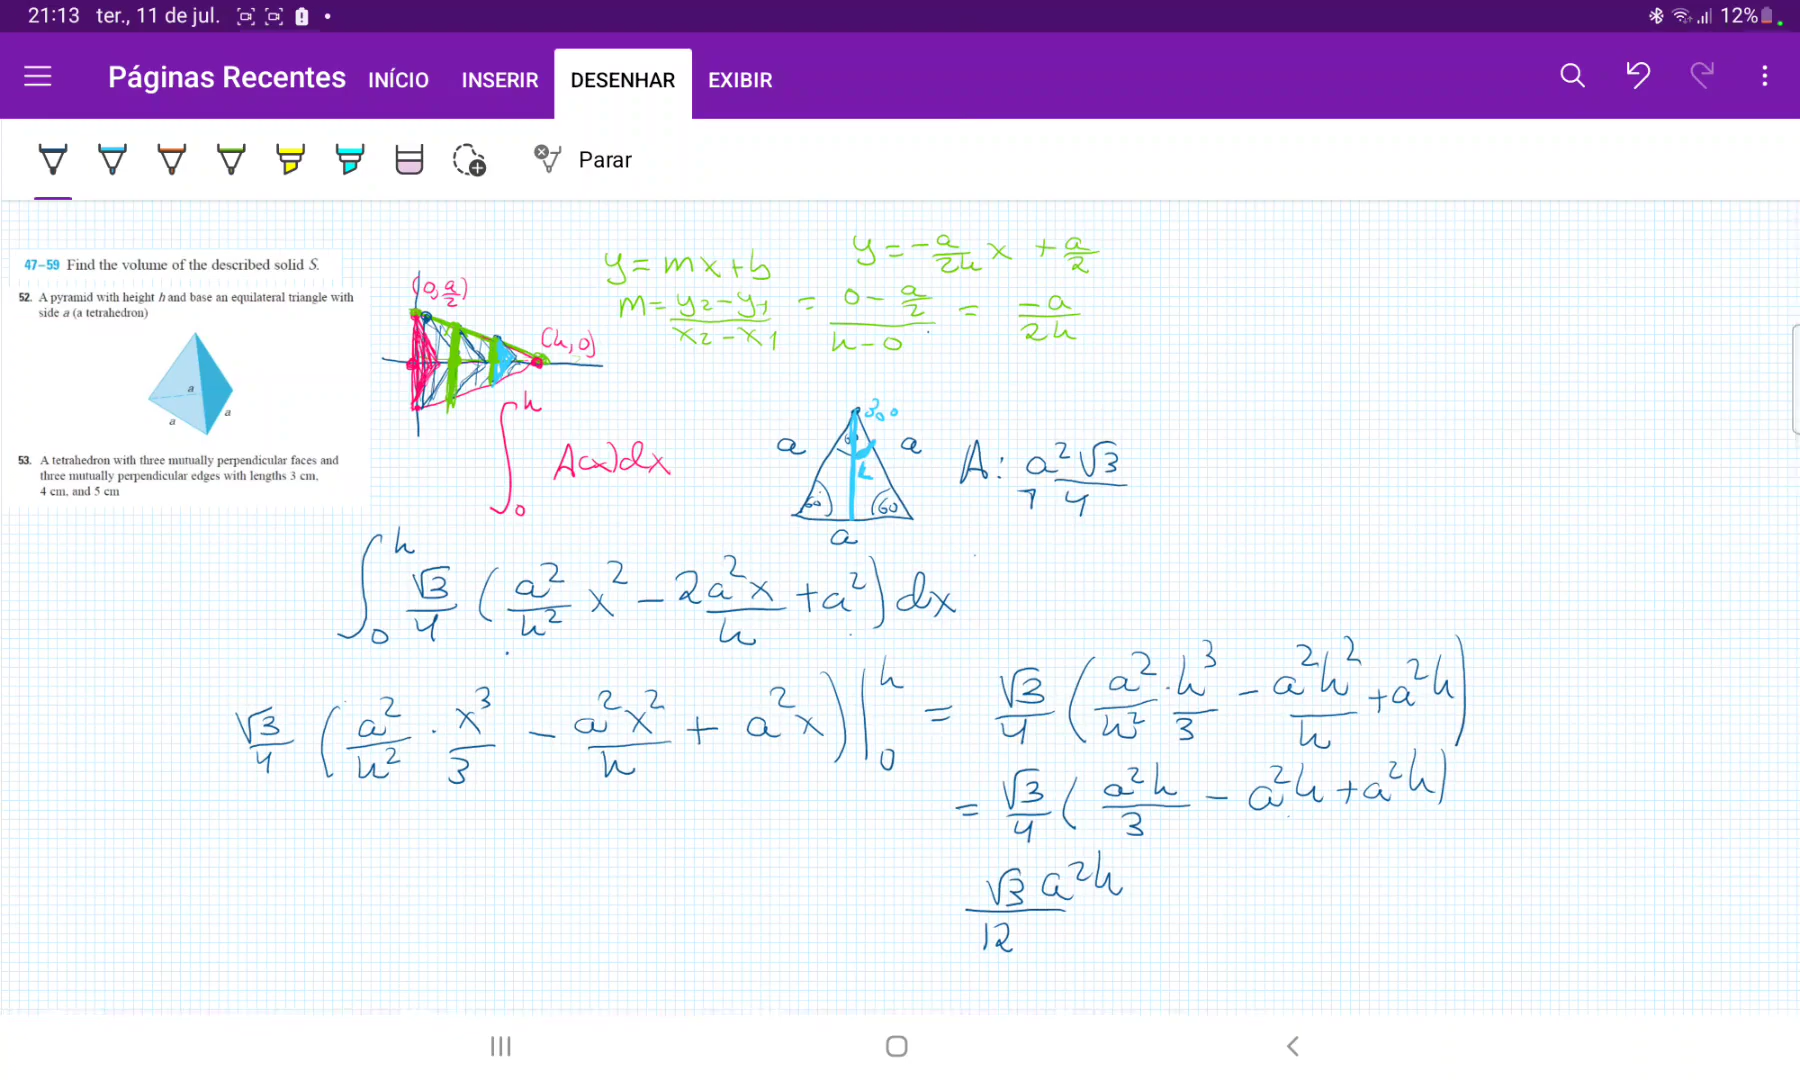 21:13 ter., 11 de jul.
12%
Páginas Recentes INÍCIO INSERIR DESENHAR EXIBIR
Parar
47–59 Find the volume of the described solid S.
52. A pyramid with height h and base an equilateral triangle with
side a (a tetrahedron)
a
a
a
53. A tetrahedron with three mutually perpendicular faces and
three mutually perpendicular edges with lengths 3 cm,
4 cm, and 5 cm
(0, a/2)
(h, 0)
y = mx + b
y = -a/2h x + a/2
m = y2 - y1 / x2 - x1 = 0 - a/2 / h - 0 = -a / 2h
∫0^h A(x) dx
30°
a a
60 60
a
A: a²√3 / 4
∫0^h √3/4 (a²/h² x² - 2a²x/h + a²) dx
√3/4 (a²/h² · x³/3 - a²x²/h + a²x) |0^h = √3/4 (a²/h² · h³/3 - a²h²/h + a²h)
= √3/4 (a²h/3 - a²h + a²h)
√3 a²h / 12